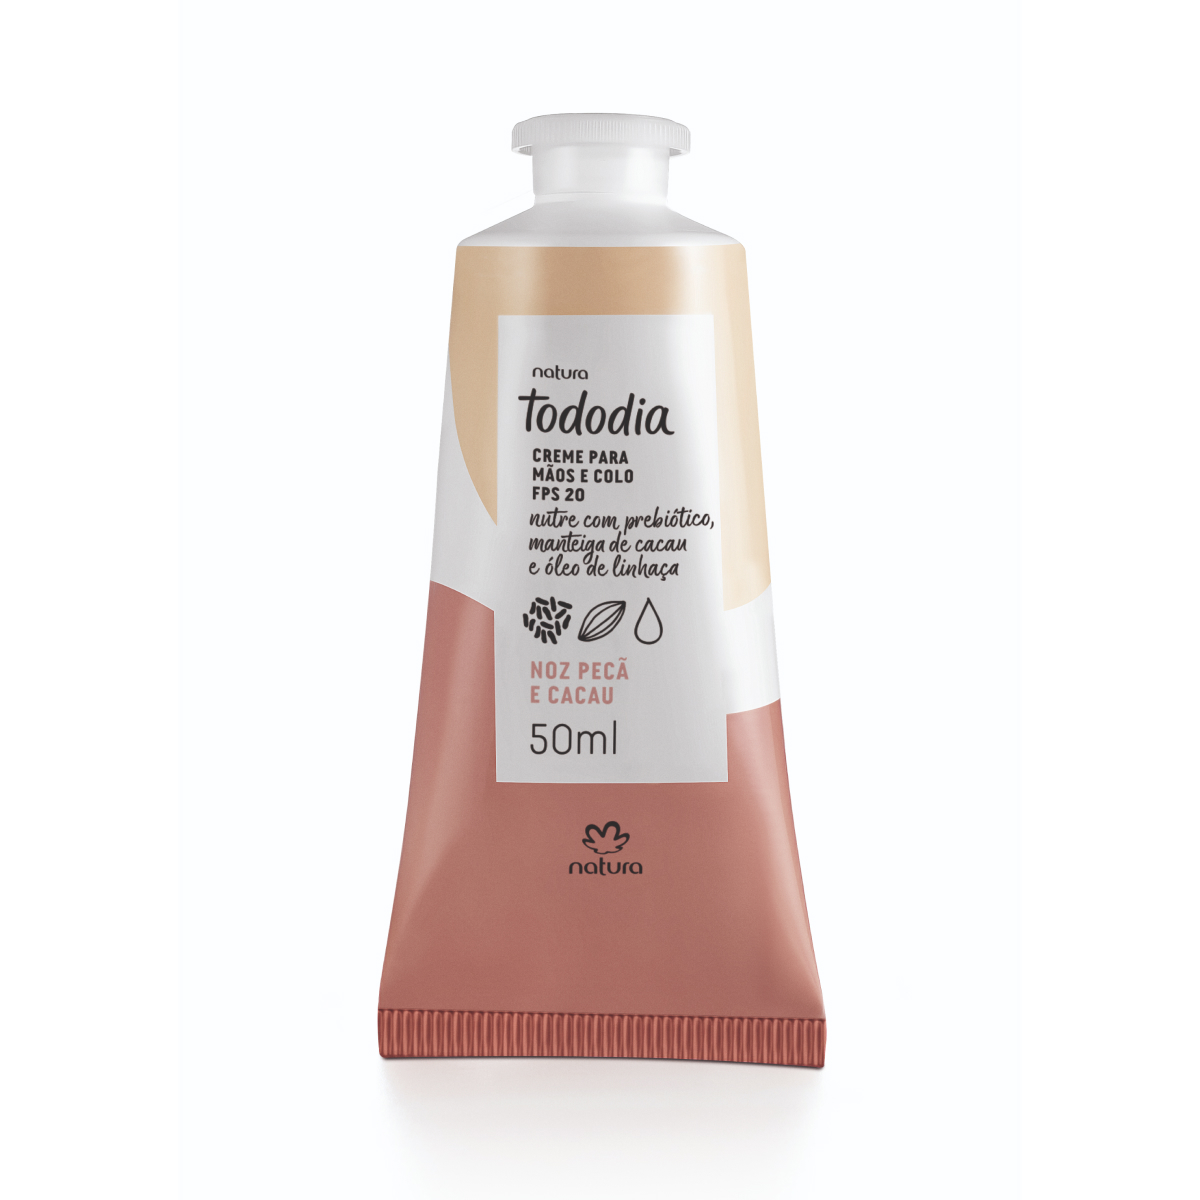 natura
Tododia
CREME PARA
MÃOS E COLO
FPS 20
nutre com prebiótico,
manteiga de cacau
e óleo de linhaça
NOZ PECÃ
E CACAU
50ml
natura